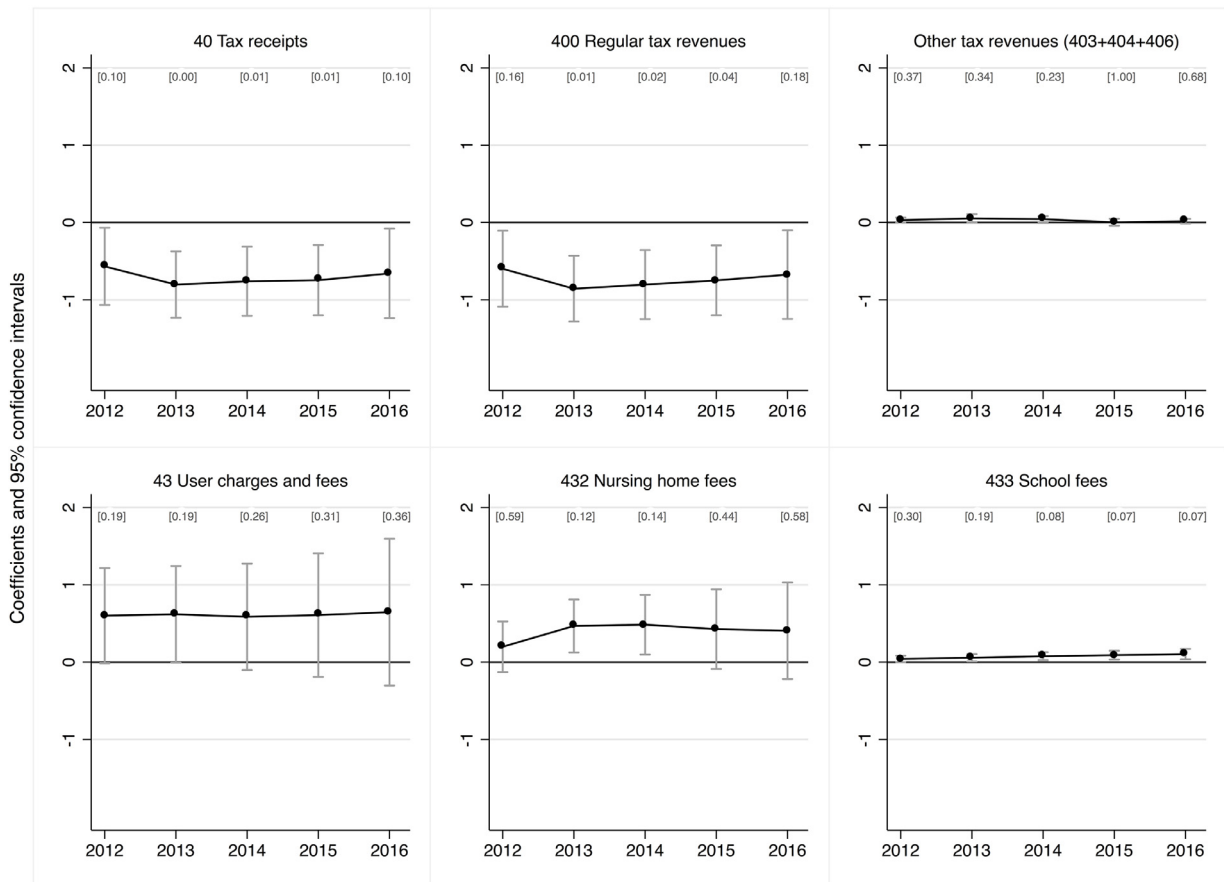 Coefficients and 95% confidence intervals
40 Tax receipts
2
[0.10] [0.00] [0.01] [0.01] [0.10]
1
0
-1
2012 2013 2014 2015 2016
400 Regular tax revenues
2
[0.16] [0.01] [0.02] [0.04] [0.18]
1
0
-1
2012 2013 2014 2015 2016
Other tax revenues (403+404+406)
2
[0.37] [0.34] [0.23] [1.00] [0.68]
1
0
-1
2012 2013 2014 2015 2016
43 User charges and fees
2
[0.19] [0.19] [0.26] [0.31] [0.36]
1
0
-1
2012 2013 2014 2015 2016
432 Nursing home fees
2
[0.59] [0.12] [0.14] [0.44] [0.58]
1
0
-1
2012 2013 2014 2015 2016
433 School fees
2
[0.30] [0.19] [0.08] [0.07] [0.07]
1
0
-1
2012 2013 2014 2015 2016